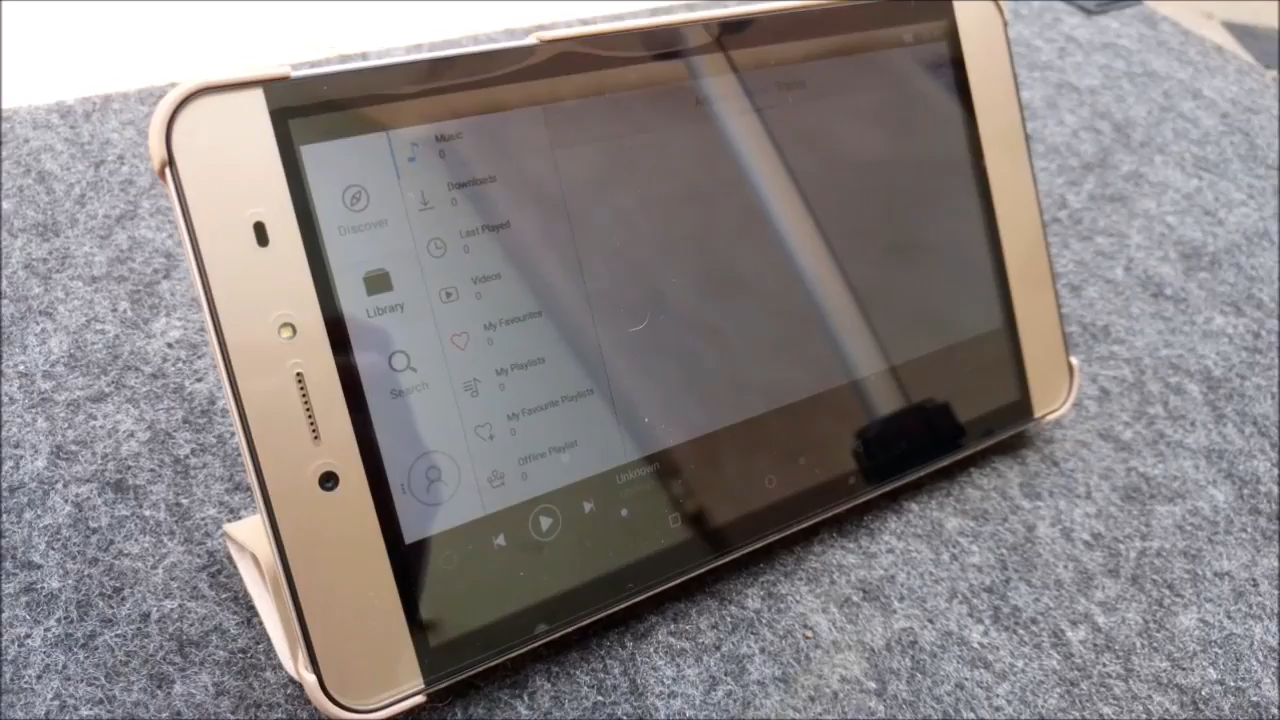 Discover
Library
Search
Music
0
Downloads
0
Last Played
0
Videos
0
My Favourites
0
My Playlists
0
My Favourite Playlists
0
Offline Playlist
0
Unknown